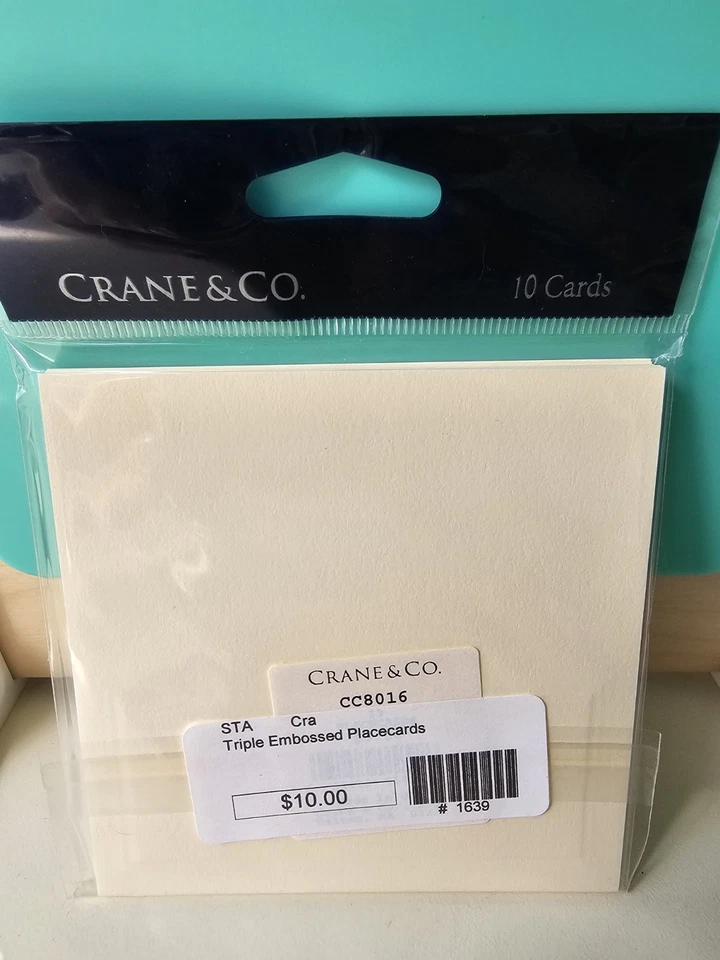 CRANE & CO.
10 Cards
CRANE & CO.
CC8016
STA Cra
Triple Embossed Placecards
$10.00
# 1639